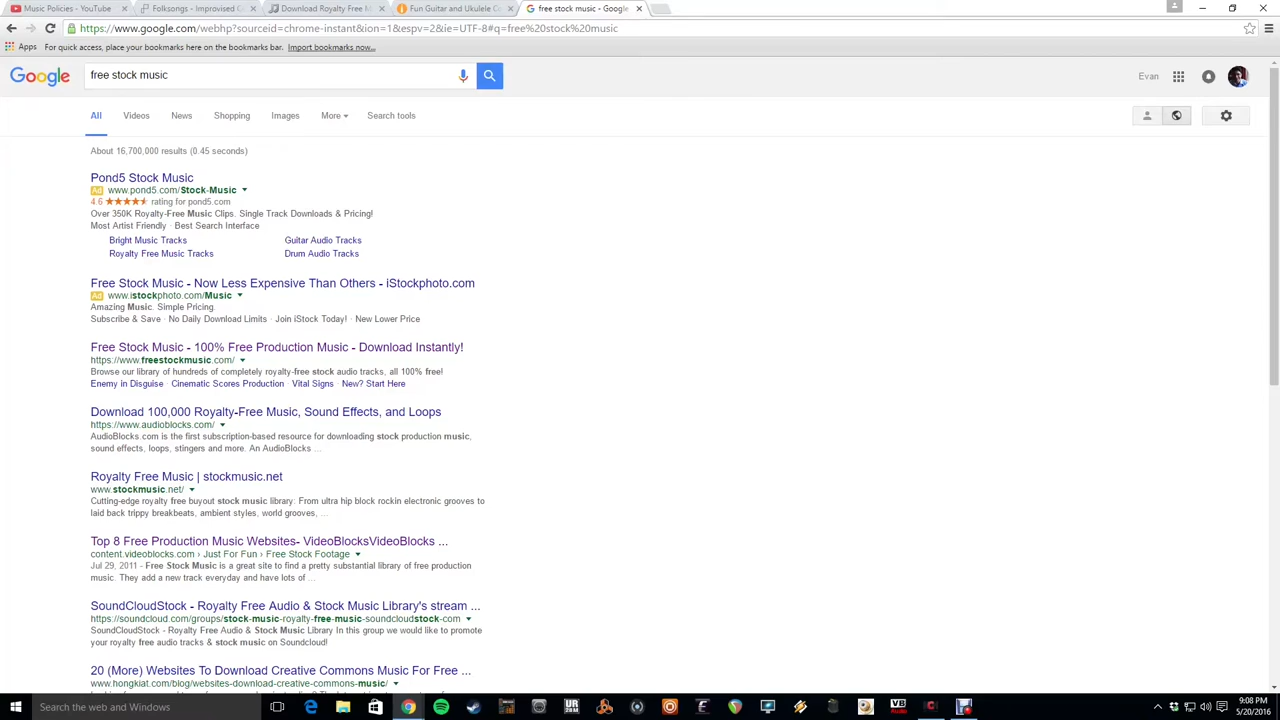 Music Policies - YouTube
Folksongs - Improvised G
Download Royalty Free M
Fun Guitar and Ukulele Co
free stock music - Google
https://www.google.com/webhp?sourceid=chrome-instant&ion=1&espv=2&ie=UTF-8#q=free%20stock%20music
Apps For quick access, place your bookmarks here on the bookmarks bar. Import bookmarks now...
Google
free stock music
Evan
All Videos News Shopping Images More Search tools
About 16,700,000 results (0.45 seconds)
Pond5 Stock Music
Ad www.pond5.com/Stock-Music
4.6 rating for pond5.com
Over 350K Royalty-Free Music Clips. Single Track Downloads & Pricing!
Most Artist Friendly · Best Search Interface
Bright Music Tracks Guitar Audio Tracks
Royalty Free Music Tracks Drum Audio Tracks
Free Stock Music - Now Less Expensive Than Others - iStockphoto.com
Ad www.istockphoto.com/Music
Amazing Music. Simple Pricing.
Subscribe & Save · No Daily Download Limits · Join iStock Today! · New Lower Price
Free Stock Music - 100% Free Production Music - Download Instantly!
https://www.freestockmusic.com/
Browse our library of hundreds of completely royalty-free stock audio tracks, all 100% free!
Enemy in Disguise · Cinematic Scores Production · Vital Signs · New? Start Here
Download 100,000 Royalty-Free Music, Sound Effects, and Loops
https://www.audioblocks.com/
AudioBlocks.com is the first subscription-based resource for downloading stock production music,
sound effects, loops, stingers and more. An AudioBlocks ...
Royalty Free Music | stockmusic.net
www.stockmusic.net/
Cutting-edge royalty free buyout stock music library: From ultra hip block rockin electronic grooves to
laid back trippy breakbeats, ambient styles, world grooves, ...
Top 8 Free Production Music Websites- VideoBlocksVideoBlocks ...
content.videoblocks.com › Just For Fun › Free Stock Footage
Jul 29, 2011 - Free Stock Music is a great site to find a pretty substantial library of free production
music. They add a new track everyday and have lots of ...
SoundCloudStock - Royalty Free Audio & Stock Music Library's stream ...
https://soundcloud.com/groups/stock-music-royalty-free-music-soundcloudstock-com
SoundCloudStock - Royalty Free Audio & Stock Music Library In this group we would like to promote
your royalty free audio tracks & stock music on Soundcloud!
20 (More) Websites To Download Creative Commons Music For Free ...
www.hongkiat.com/blog/websites-download-creative-commons-music/
Search the web and Windows
UR
VB
Audio
9:08 PM
5/20/2016